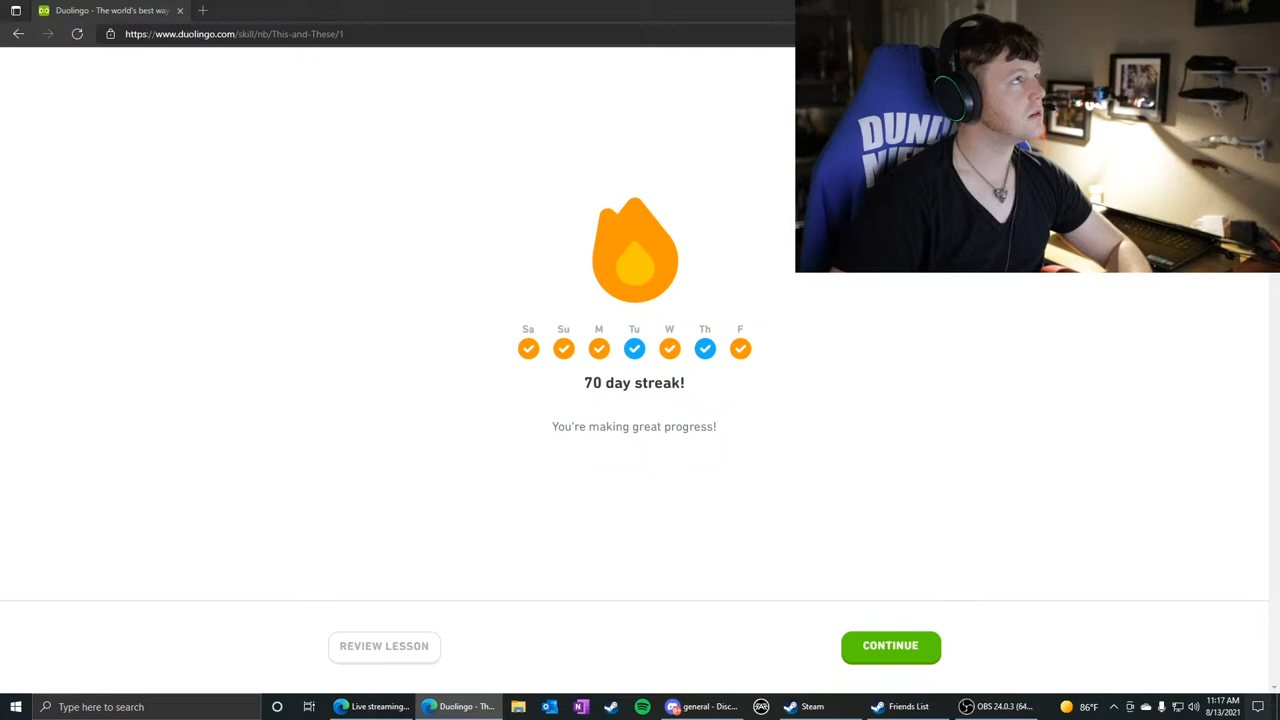 Duolingo - The world's best way
https://www.duolingo.com/skill/nb/This-and-These/1
Sa Su M Tu W Th F
70 day streak!
You're making great progress!
REVIEW LESSON
CONTINUE
Type here to search
Live streaming...
Duolingo - Th...
general - Disc...
Steam
Friends List
OBS 24.0.3 (64...
86°F
11:17 AM
8/13/2021